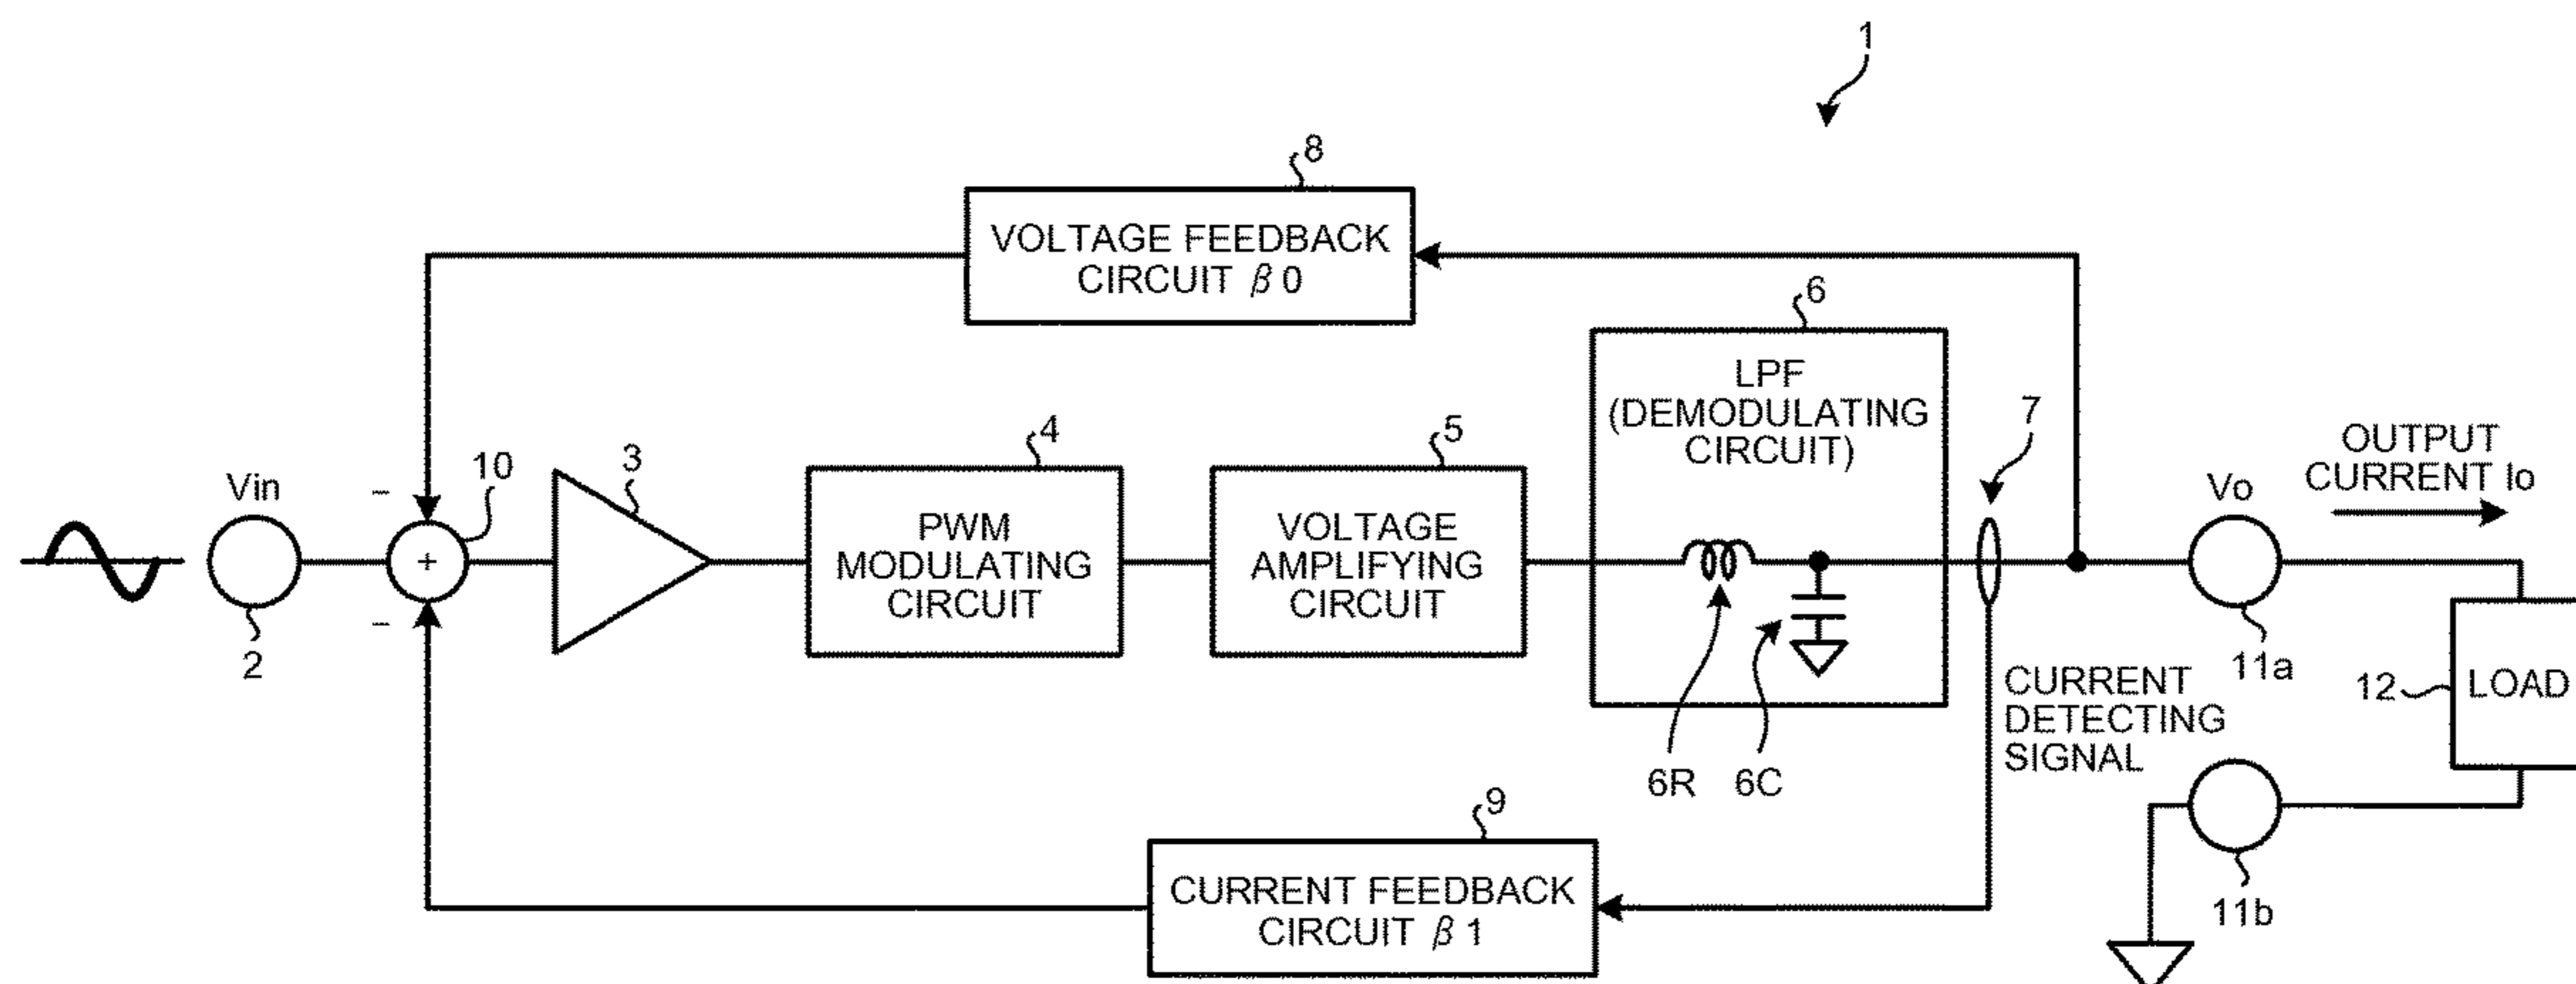 1
8
VOLTAGE FEEDBACK
CIRCUIT β0
6
LPF
(DEMODULATING
CIRCUIT)
7
OUTPUT
CURRENT Io
Vin
−
10
3
4
5
Vo
+
PWM
MODULATING
CIRCUIT
VOLTAGE
AMPLIFYING
CIRCUIT
−
2
11a
CURRENT
DETECTING
SIGNAL
12
LOAD
6R
6C
9
CURRENT FEEDBACK
CIRCUIT β1
11b